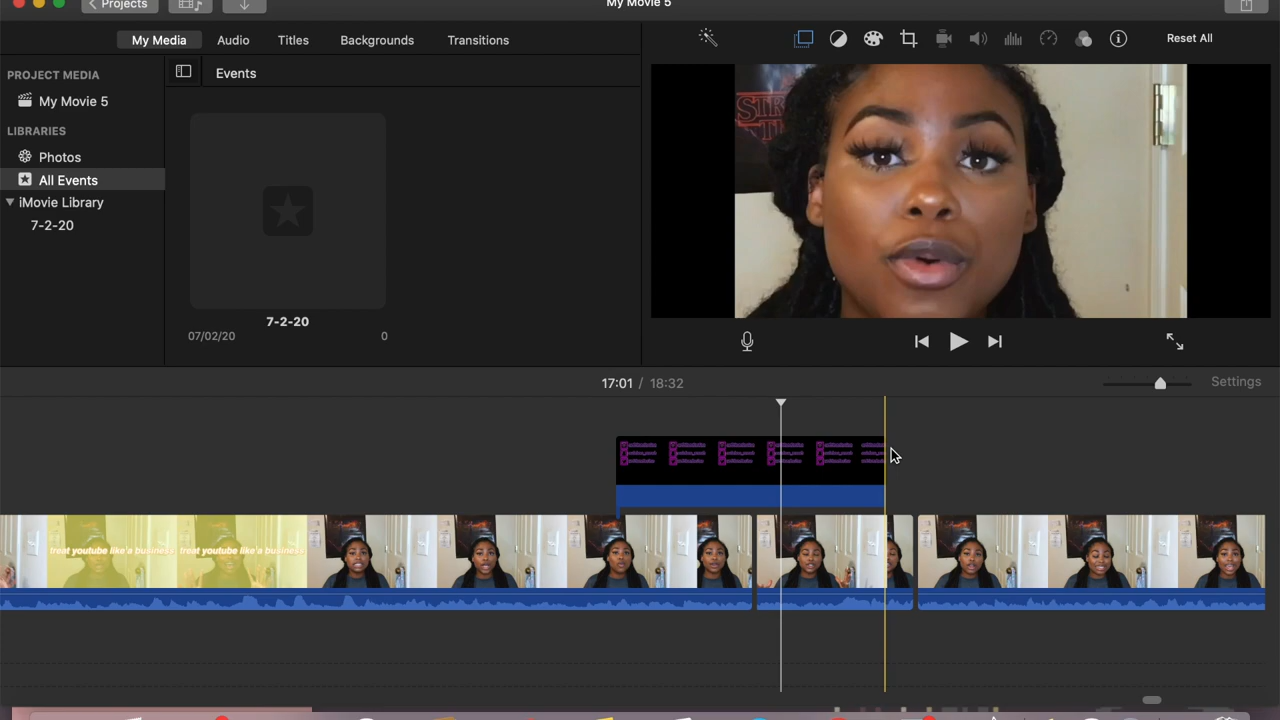 Projects
My Movie 5
My Media
Audio
Titles
Backgrounds
Transitions
Reset All
PROJECT MEDIA
Events
My Movie 5
LIBRARIES
Photos
All Events
iMovie Library
7-2-20
7-2-20
07/02/20
0
17:01 / 18:32
Settings
treat youtube like a business
treat youtube like a business